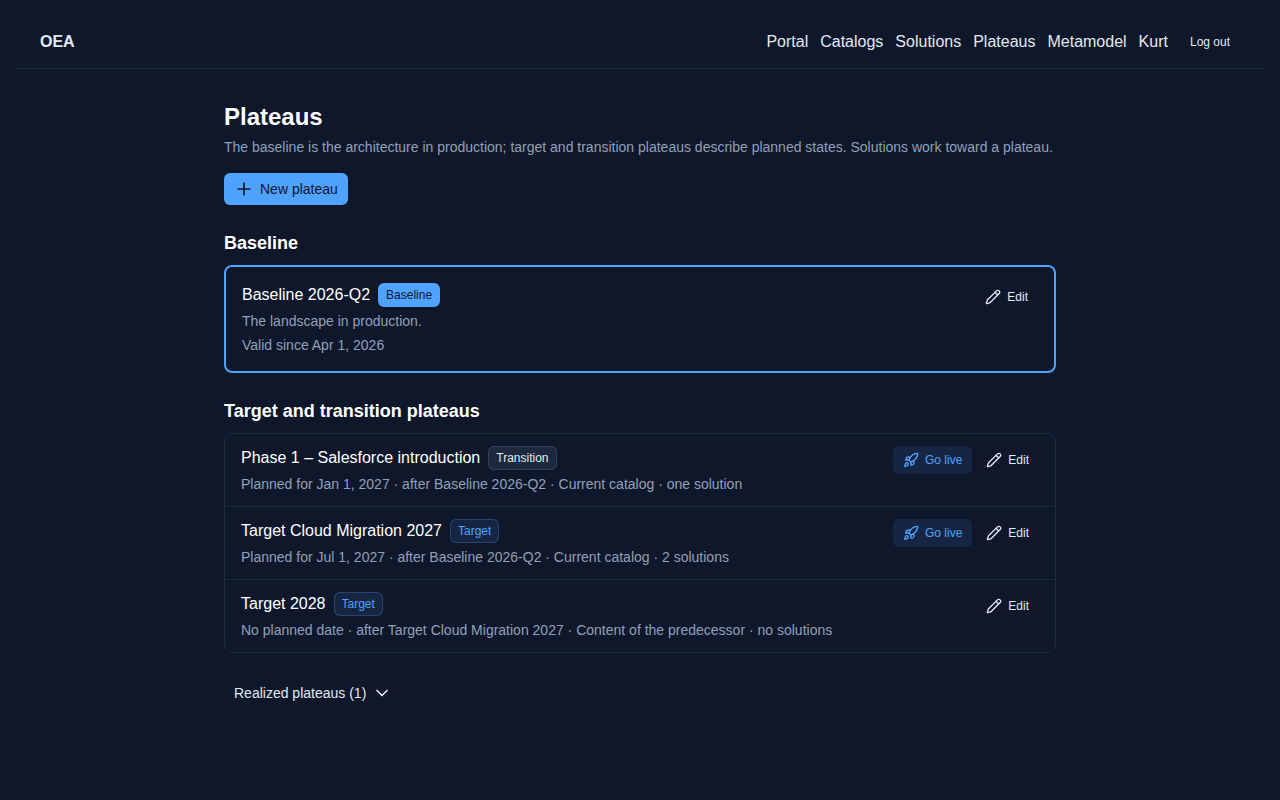 OEA
Portal Catalogs Solutions Plateaus Metamodel Kurt Log out
Plateaus
The baseline is the architecture in production; target and transition plateaus describe planned states. Solutions work toward a plateau.
New plateau
Baseline
Baseline 2026-Q2 Baseline Edit
The landscape in production.
Valid since Apr 1, 2026
Target and transition plateaus
Phase 1 – Salesforce introduction Transition Go live Edit
Planned for Jan 1, 2027 · after Baseline 2026-Q2 · Current catalog · one solution
Target Cloud Migration 2027 Target Go live Edit
Planned for Jul 1, 2027 · after Baseline 2026-Q2 · Current catalog · 2 solutions
Target 2028 Target Edit
No planned date · after Target Cloud Migration 2027 · Content of the predecessor · no solutions
Realized plateaus (1)